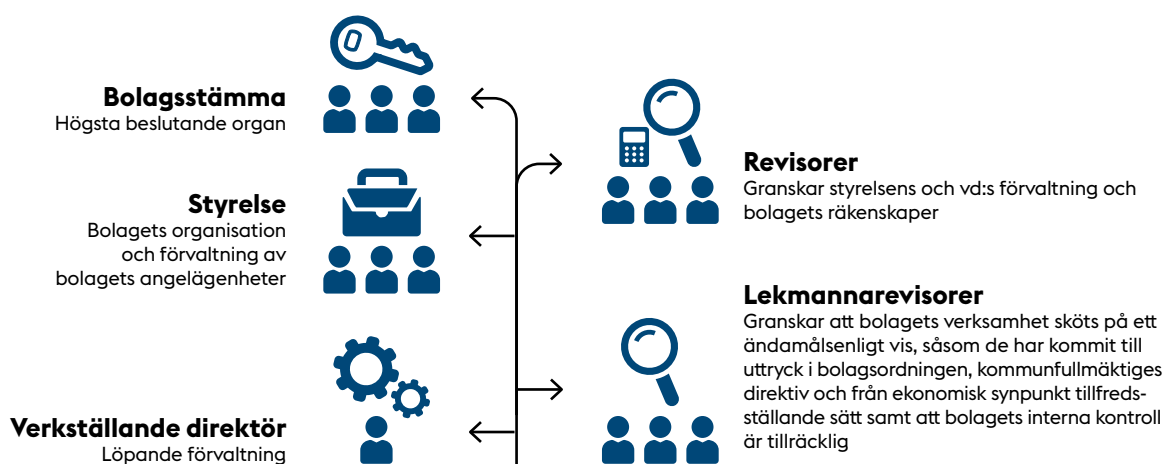 Bolagsstämma
Högsta beslutande organ
Styrelse
Bolagets organisation
och förvaltning av
bolagets angelägenheter
Verkställande direktör
Löpande förvaltning
Revisorer
Granskar styrelsens och vd:s förvaltning och
bolagets räkenskaper
Lekmannarevisorer
Granskar att bolagets verksamhet sköts på ett
ändamålsenligt vis, såsom de har kommit till
uttryck i bolagsordningen, kommunfullmäktiges
direktiv och från ekonomisk synpunkt tillfreds-
ställande sätt samt att bolagets interna kontroll
är tillräcklig